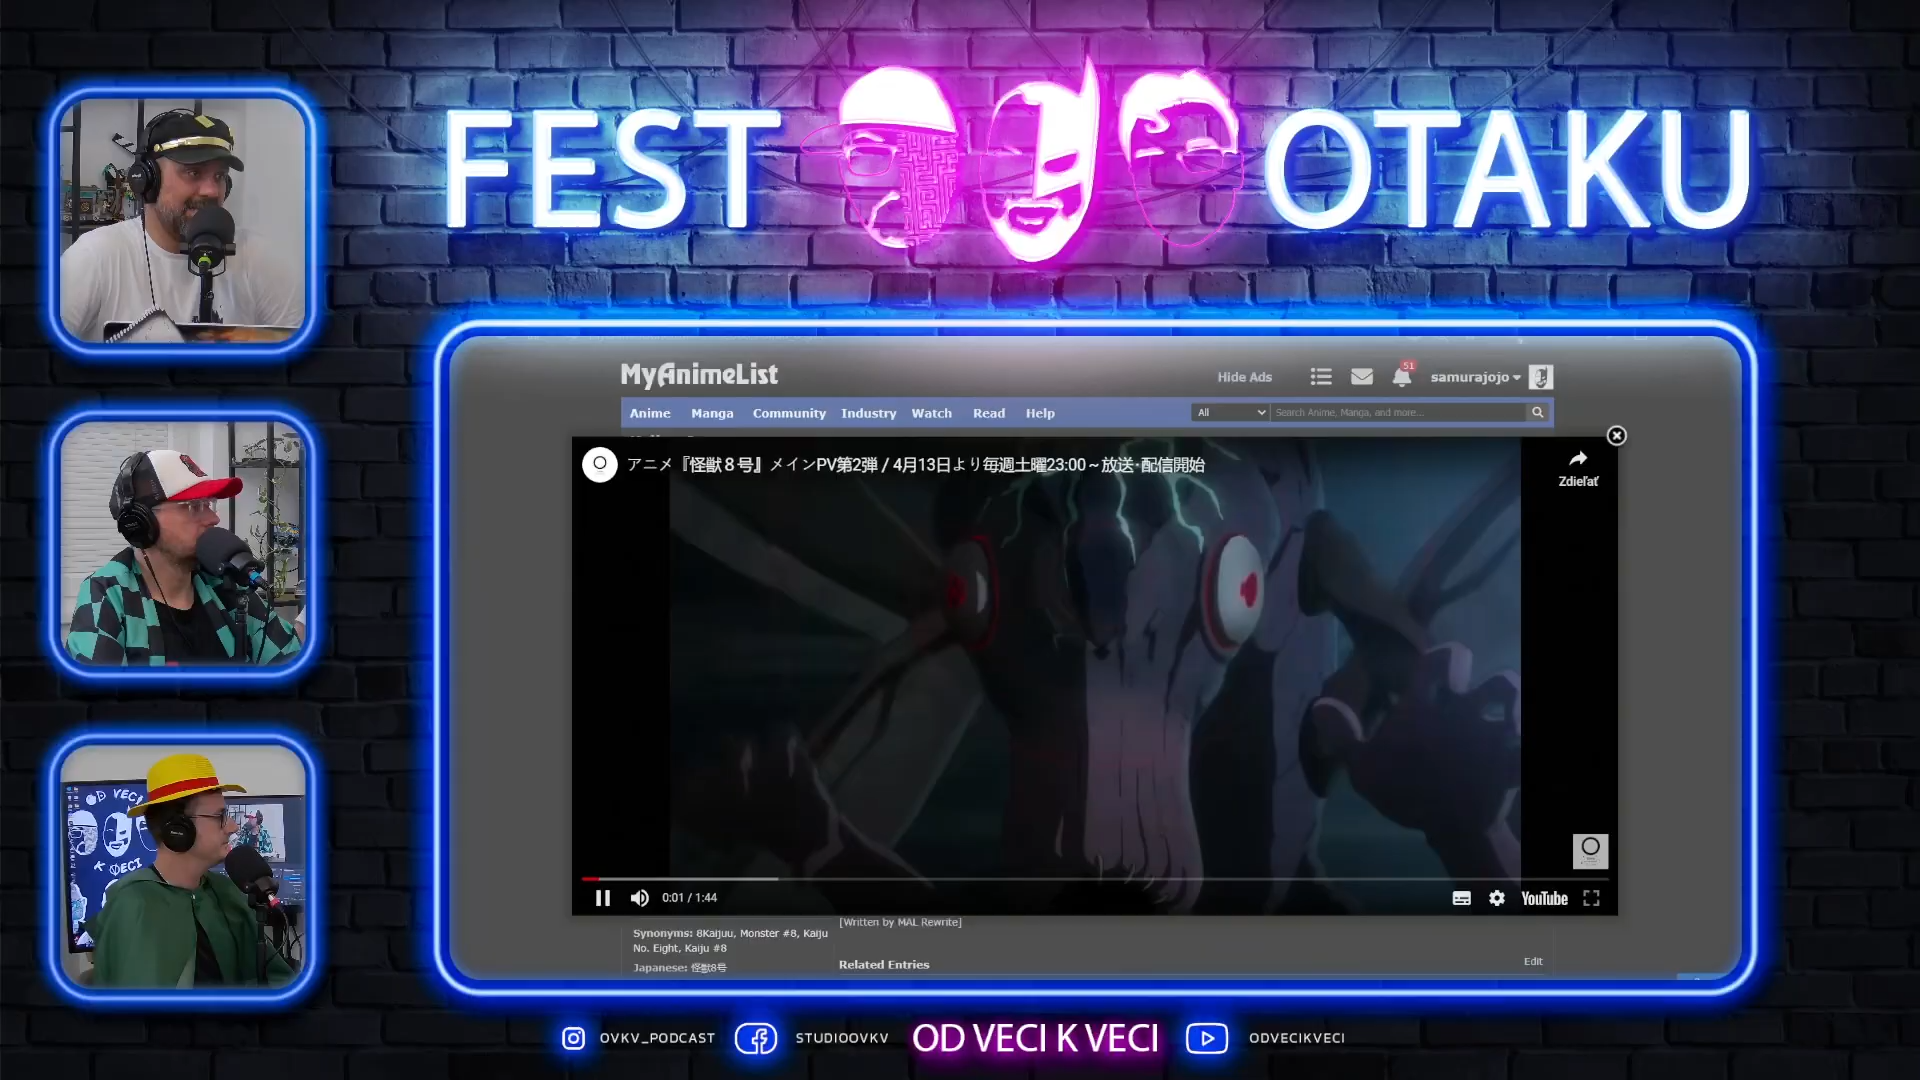 FEST OTAKU
MyAnimeList
Hide Ads
51
samurajojo
Anime Manga Community Industry Watch Read Help
All
Search Anime, Manga, and more...
アニメ『怪獣８号』メインPV第2弾 / 4月13日より毎週土曜23:00～放送･配信開始
Zdieľať
0:01 / 1:44
YouTube
[Written by MAL Rewrite]
Synonyms: 8Kaijuu, Monster #8, Kaiju
No. Eight, Kaiju #8
Japanese: 怪獣8号
Related Entries
Edit
OD VECI
K VECI
OVKV_PODCAST
STUDIOOVKV
OD VECI K VECI
ODVECIKVECI